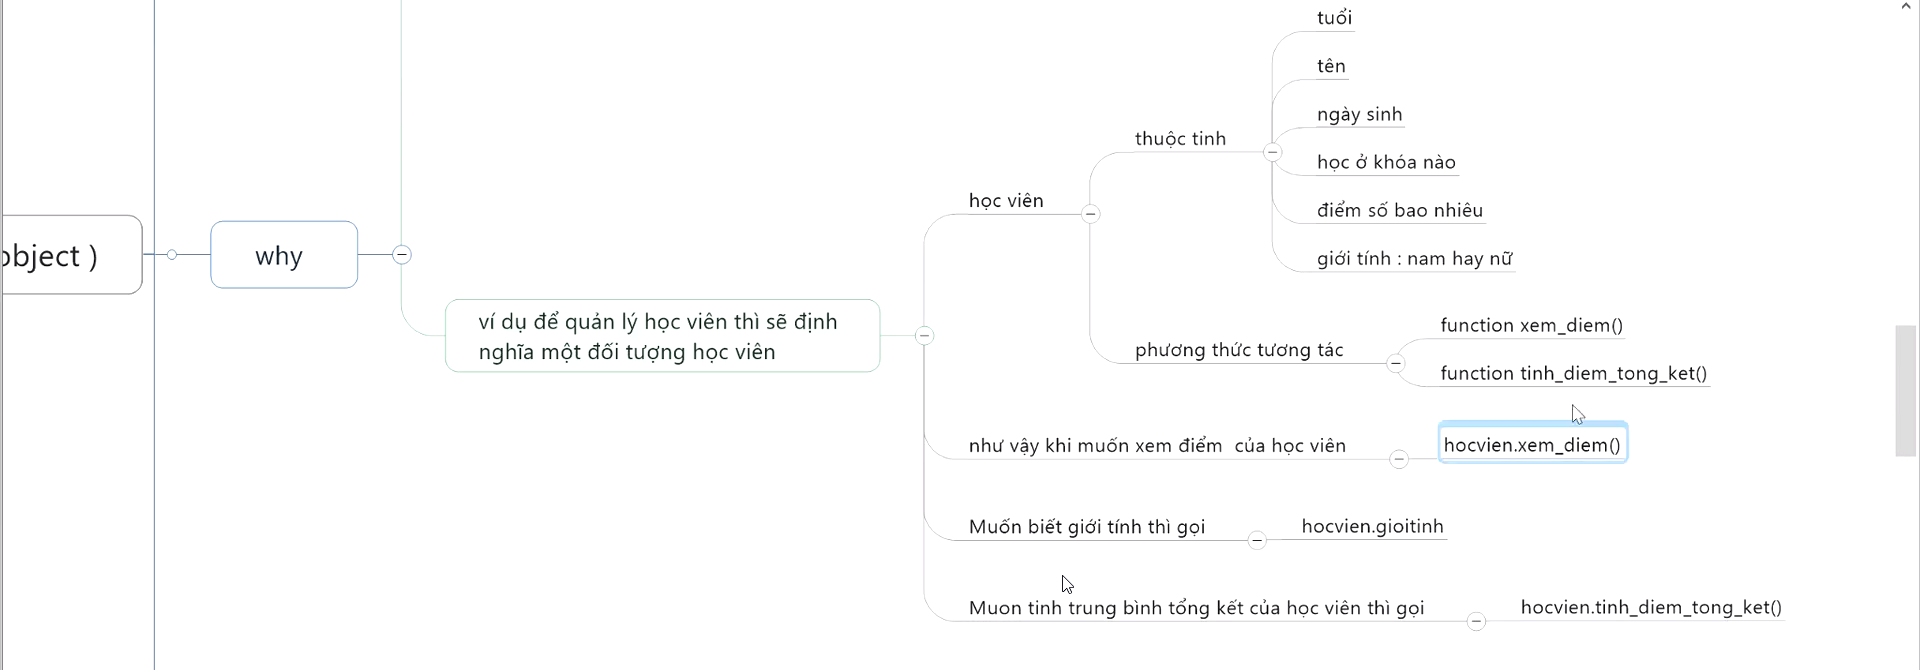 object )
why
ví dụ để quản lý học viên thì sẽ định
nghĩa một đối tượng học viên
học viên
thuộc tinh
tuổi
tên
ngày sinh
học ở khóa nào
điểm số bao nhiêu
giới tính : nam hay nữ
phương thức tương tác
function xem_diem()
function tinh_diem_tong_ket()
như vậy khi muốn xem điểm  của học viên
hocvien.xem_diem()
Muốn biết giới tính thì gọi
hocvien.gioitinh
Muon tinh trung bình tổng kết của học viên thì gọi
hocvien.tinh_diem_tong_ket()